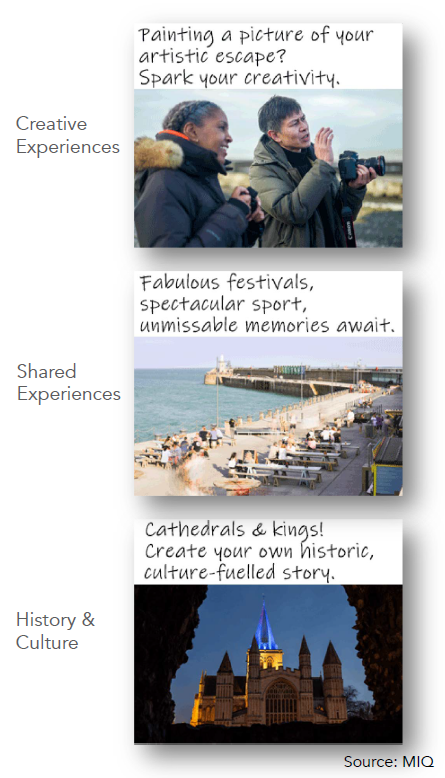 Painting a picture of your
artistic escape?
Spark your creativity.
Creative
Experiences
Canon
Fabulous festivals,
spectacular sport,
unmissable memories await.
Shared
Experiences
Cathedrals & kings!
Create your own historic,
culture-fuelled story.
History &
Culture
Source: MIQ